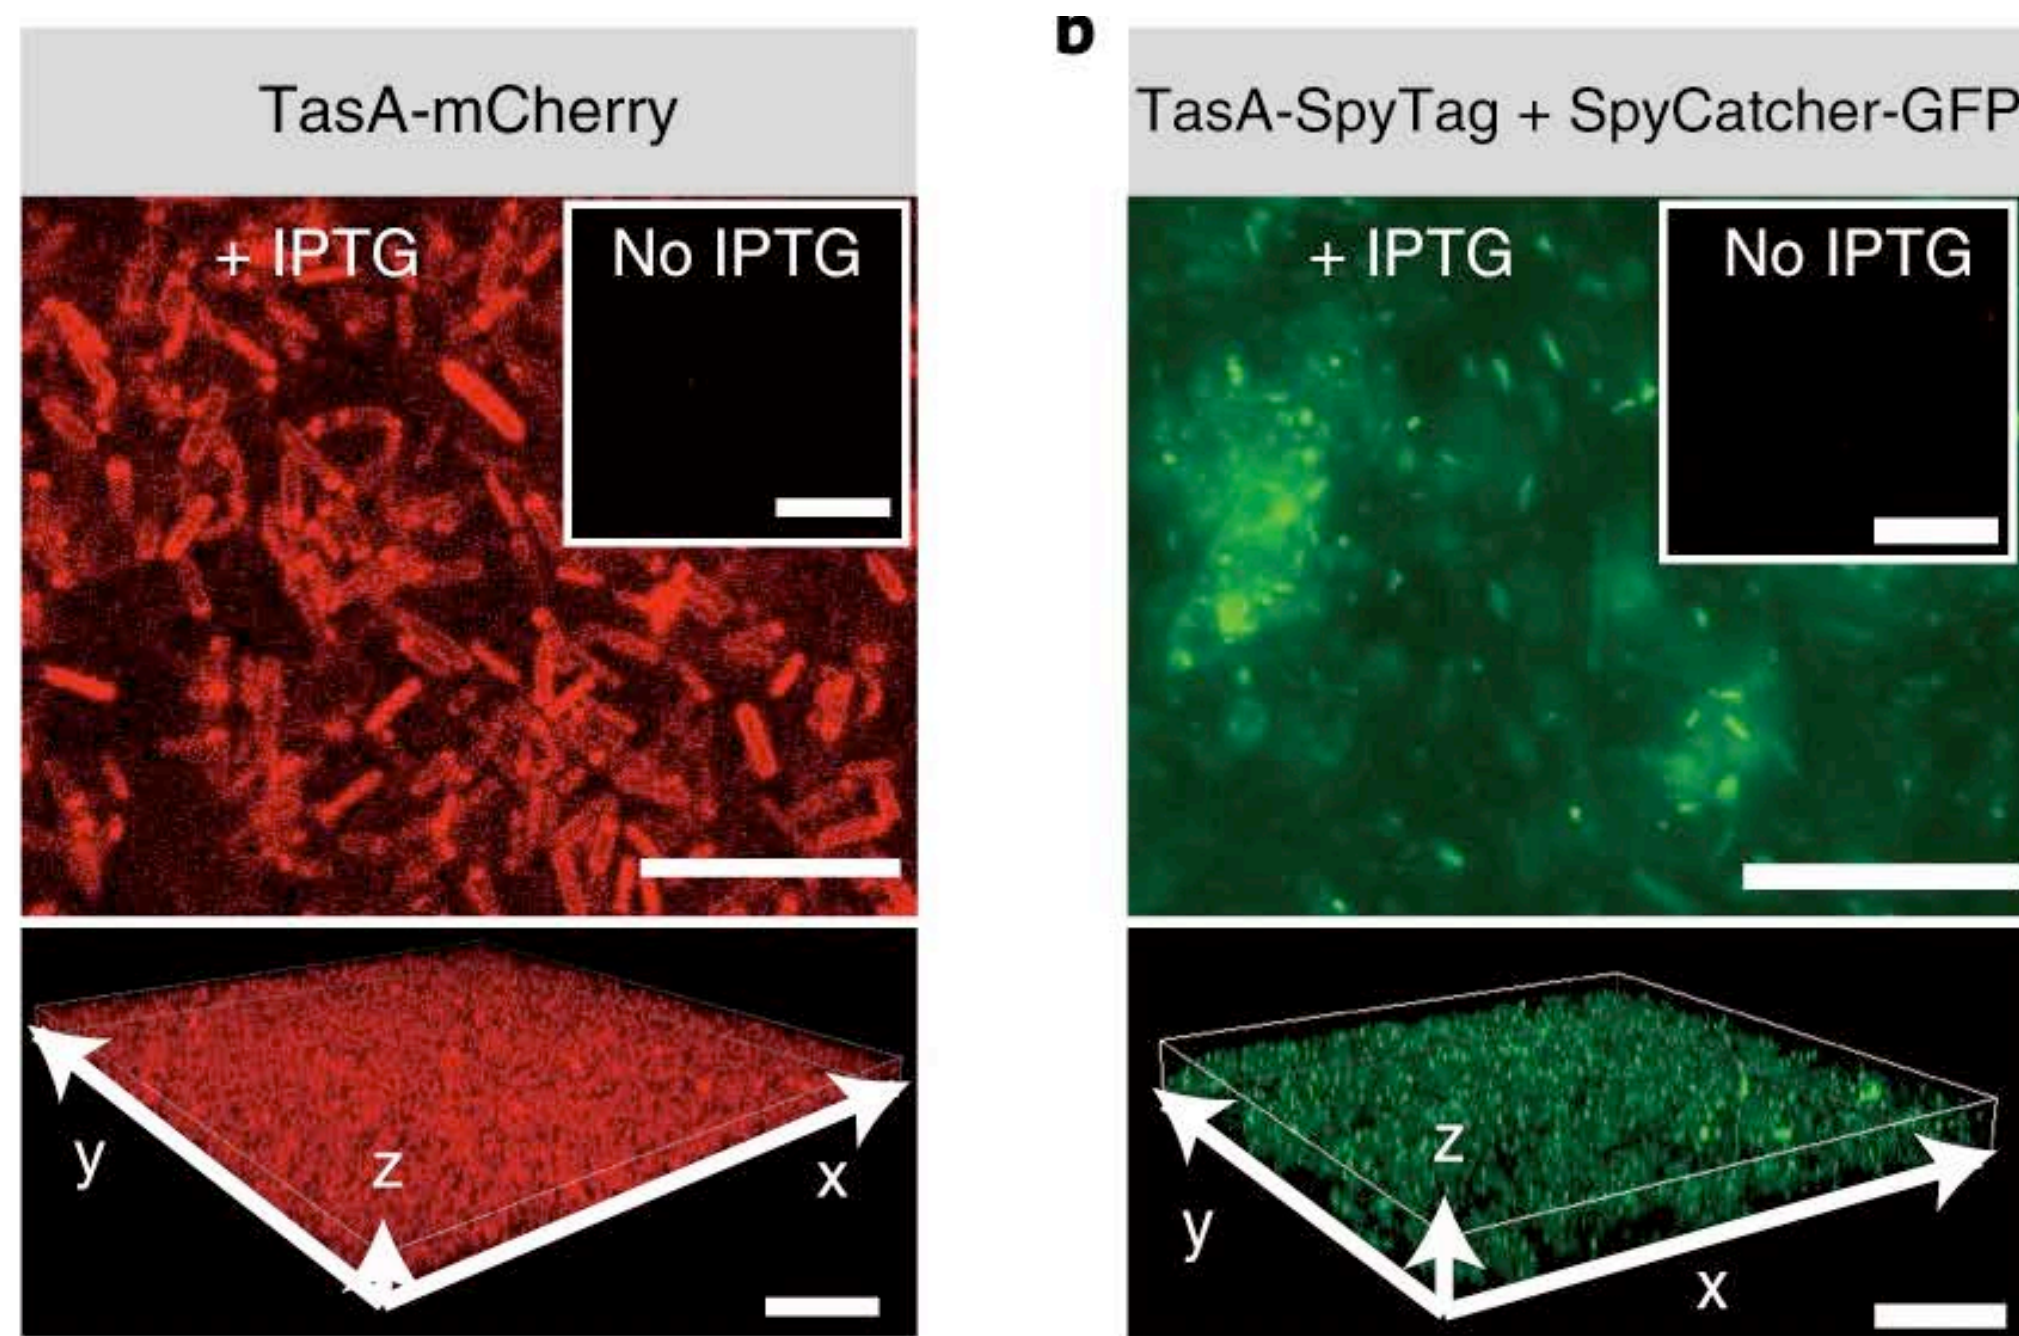 TasA-mCherry
+ IPTG
No IPTG
y
z
x
b
TasA-SpyTag + SpyCatcher-GFP
+ IPTG
No IPTG
y
z
x